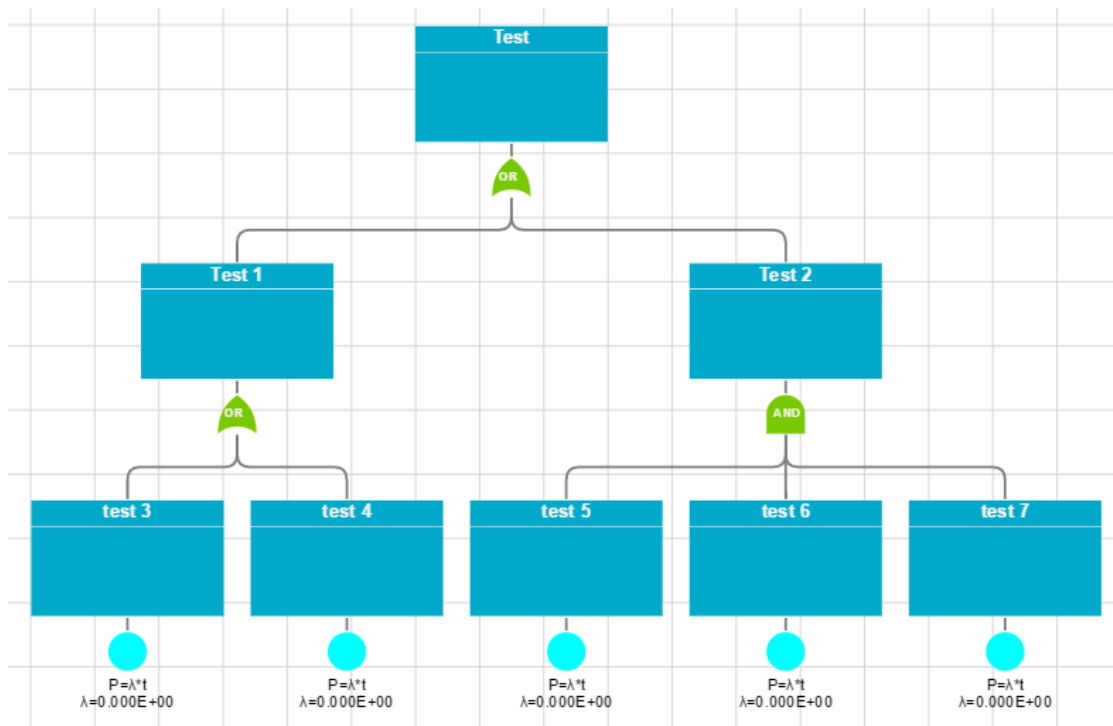 Test
OR
Test 1
Test 2
OR
AND
test 3
test 4
test 5
test 6
test 7
P=λ*t
λ=0.000E+00
P=λ*t
λ=0.000E+00
P=λ*t
λ=0.000E+00
P=λ*t
λ=0.000E+00
P=λ*t
λ=0.000E+00